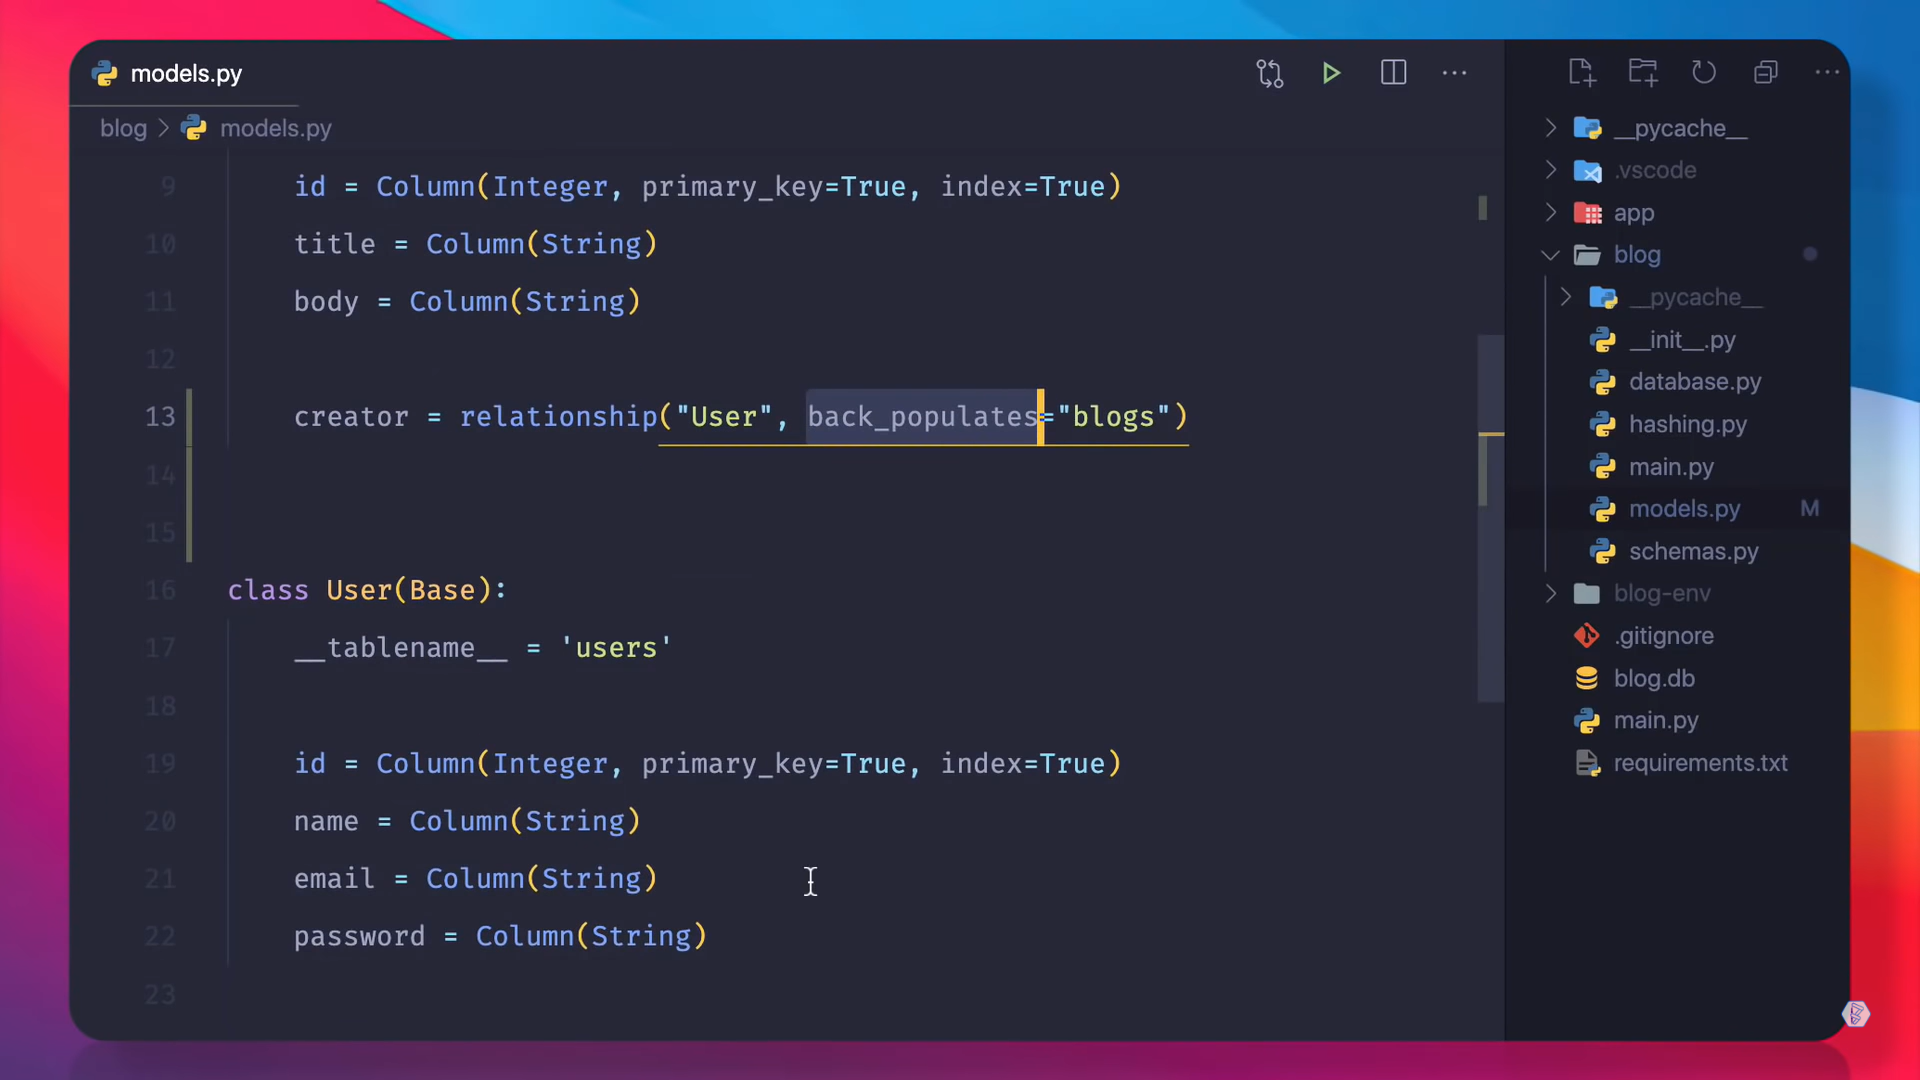 models.py
blog > models.py
9 id = Column(Integer, primary_key=True, index=True)
10 title = Column(String)
11 body = Column(String)
12
13 creator = relationship("User", back_populates="blogs")
14
15
16 class User(Base):
17 __tablename__ = 'users'
18
19 id = Column(Integer, primary_key=True, index=True)
20 name = Column(String)
21 email = Column(String)
22 password = Column(String)
23
__pycache__
.vscode
app
blog
__pycache__
__init__.py
database.py
hashing.py
main.py
models.py M
schemas.py
blog-env
.gitignore
blog.db
main.py
requirements.txt